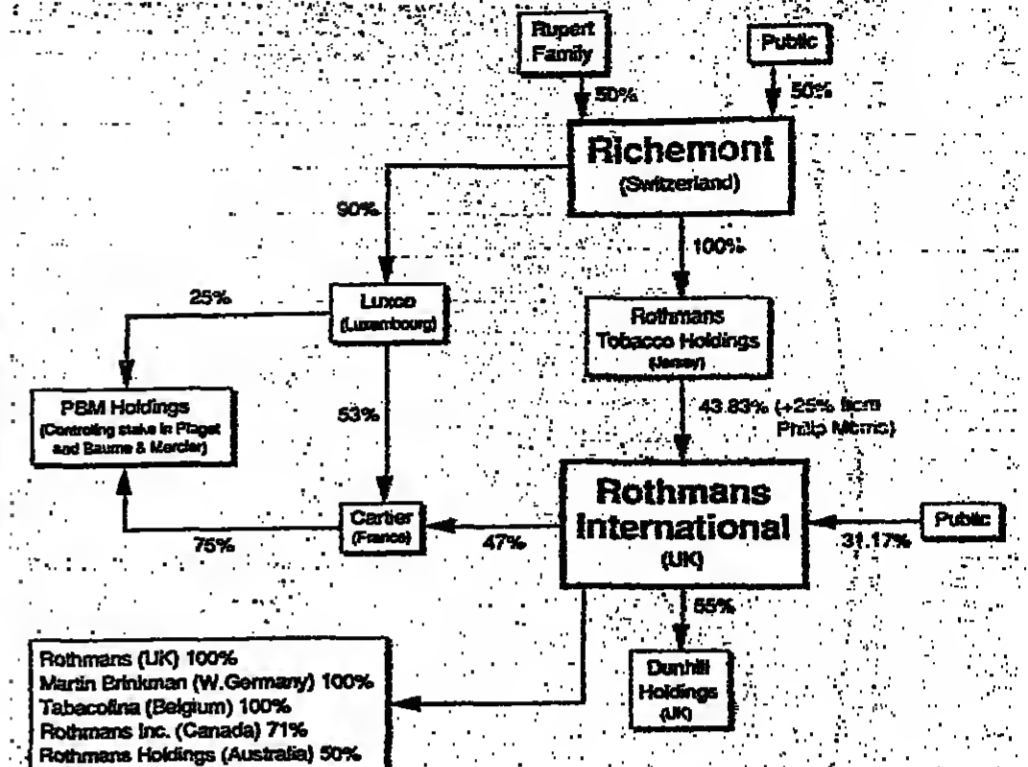 Rupert
Family
Public
50%
50%
Richemont
(Switzerland)
90%
100%
25%
Luxco
(Luxembourg)
Rothmans
Tobacco Holdings
(Jersey)
PBM Holdings
(Controling stake in Piaget
and Baume & Mercier)
53%
43.83% (+25% from
Philip Morris)
Rothmans
International
(UK)
Cartier
(France)
75%
47%
Public
31.17%
55%
Dunhill
Holdings
(UK)
Rothmans (UK) 100%
Martin Brinkman (W.Germany) 100%
Tabacofina (Belgium) 100%
Rothmans Inc. (Canada) 71%
Rothmans Holdings (Australia) 50%